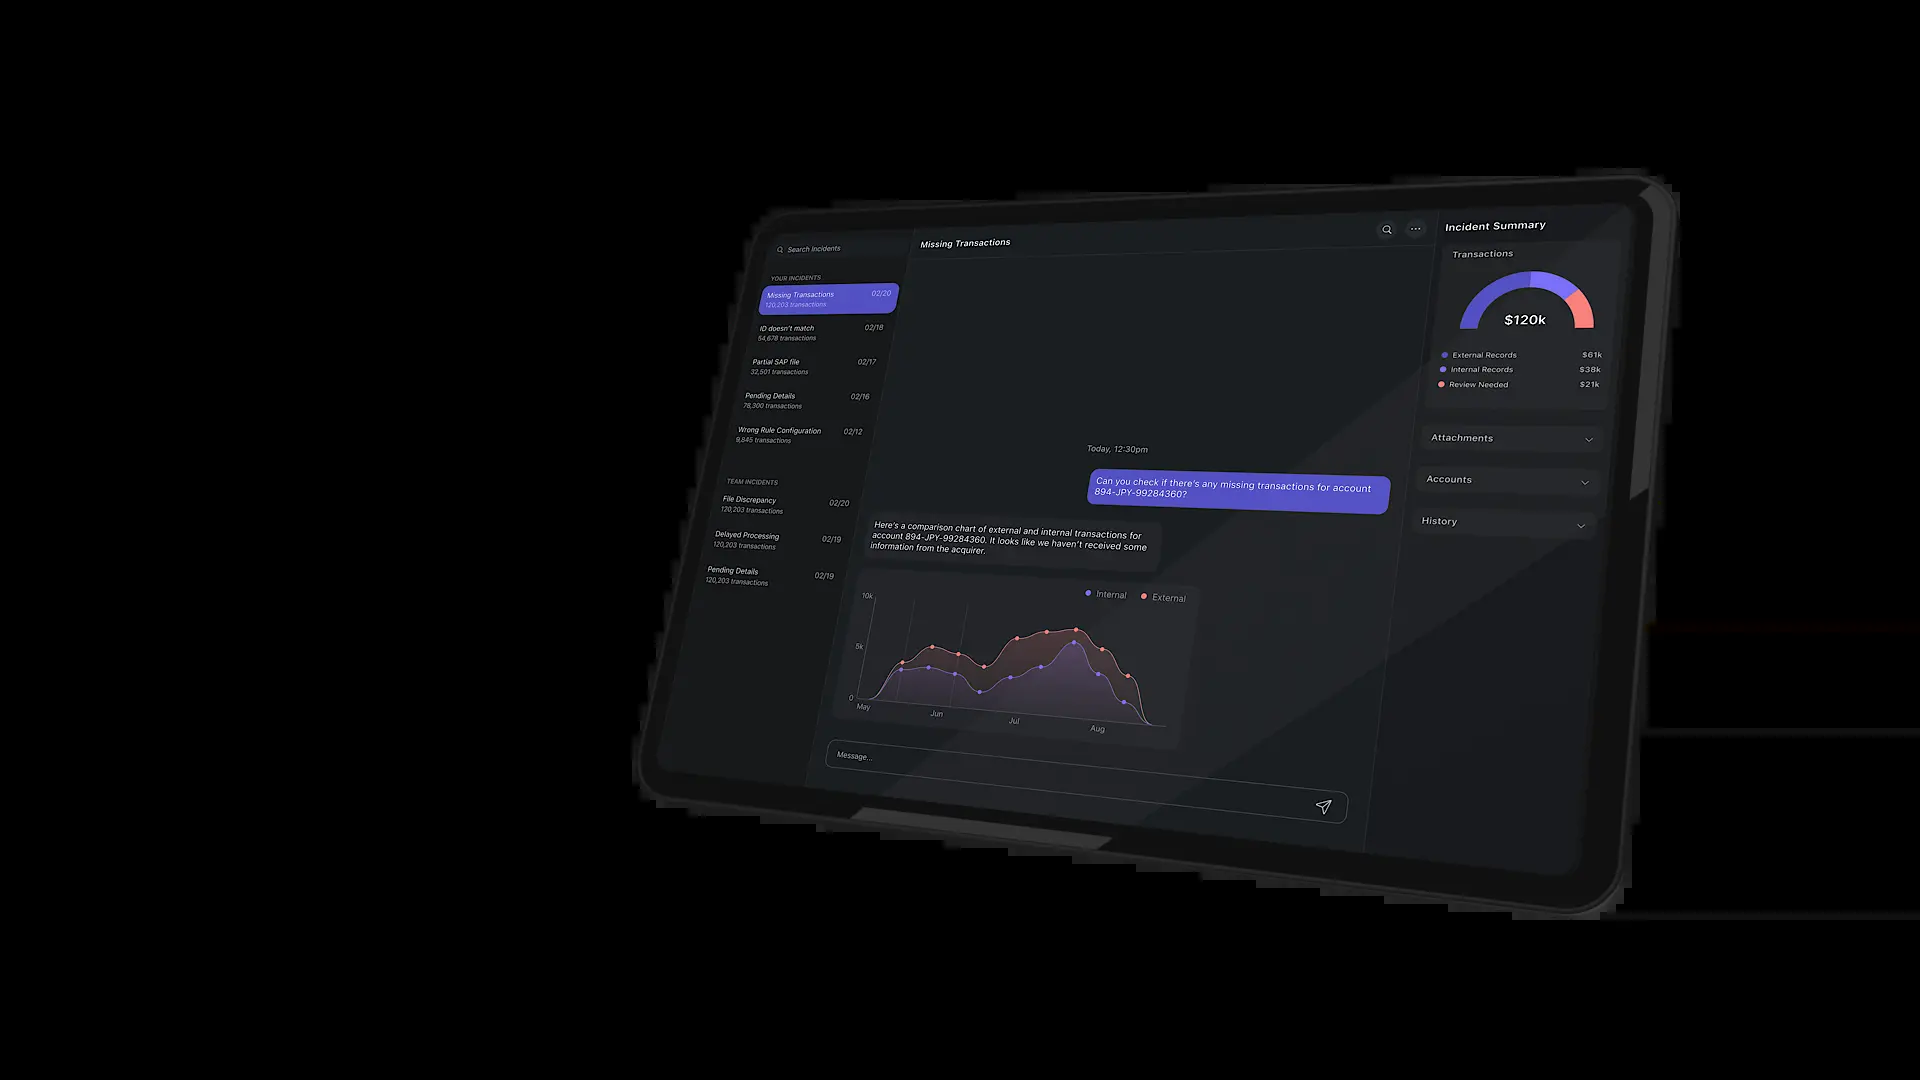 Search Incidents
YOUR INCIDENTS
Missing Transactions 02/20
120,203 transactions
ID doesn't match 02/18
54,678 transactions
Partial SAP file 02/17
32,501 transactions
Pending Details 02/16
78,300 transactions
Wrong Rule Configuration 02/12
9,845 transactions
TEAM INCIDENTS
File Discrepancy 02/20
120,203 transactions
Delayed Processing 02/19
120,203 transactions
Pending Details 02/19
120,203 transactions
Missing Transactions
Today, 12:30pm
Can you check if there's any missing transactions for account
894-JPY-99284360?
Here's a comparison chart of external and internal transactions for
account 894-JPY-99284360. It looks like we haven't received some
information from the acquirer.
Internal External
10k
5k
0
May Jun Jul Aug
Message...
Incident Summary
Transactions
$120k
External Records $61k
Internal Records $38k
Review Needed $21k
Attachments
Accounts
History